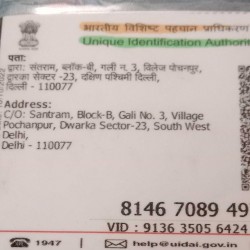 भारतीय विशिष्ट पहचान प्राधिकरण
Unique Identification Author
पता:
द्वारा: संतराम, ब्लॉक-बी, गली न. 3, विलेज पोचनपुर,
द्वारका सेक्टर -23, दक्षिण पश्चिमी दिल्ली,
दिल्ली - 110077
Address:
C/O: Santram, Block-B, Gali No. 3, Village
Pochanpur, Dwarka Sector-23, South West
Delhi,
Delhi - 110077
8146 7089 49
VID : 9136 3505 6424
1947
help@uidai.gov.in